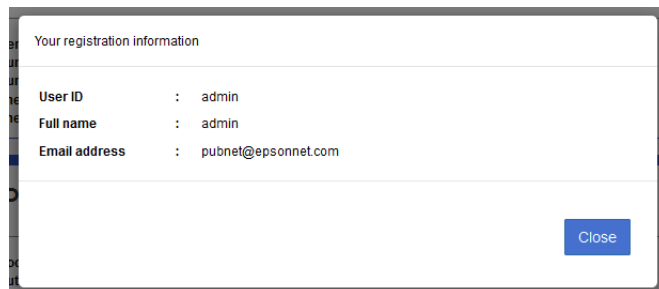 Your registration information
User ID : admin
Full name : admin
Email address : pubnet@epsonnet.com
Close